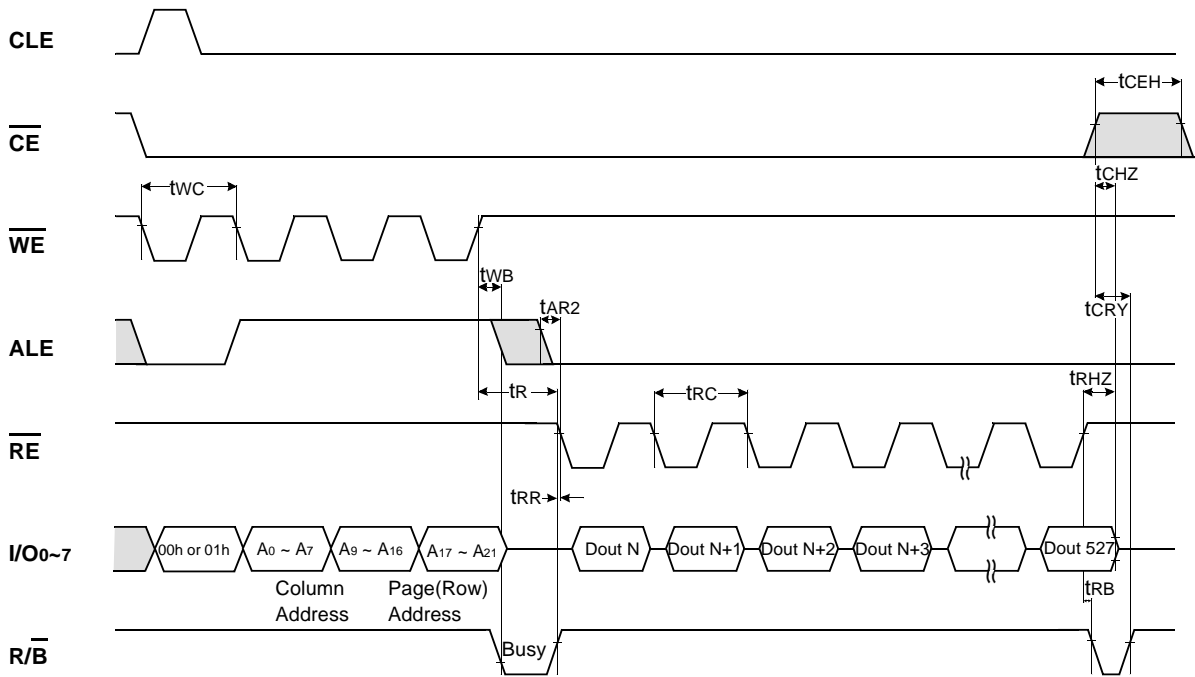 CLE
tCEH
CE
tCHZ
tWC
WE
tWB
tCRY
tAR2
ALE
tRHZ
tR
tRC
RE
tRR
I/O0~7
00h or 01h
A0 ~ A7
A9 ~ A16
A17 ~ A21
Dout N
Dout N+1
Dout N+2
Dout N+3
Dout 527
Column
Address
Page(Row)
Address
tRB
R/B
Busy